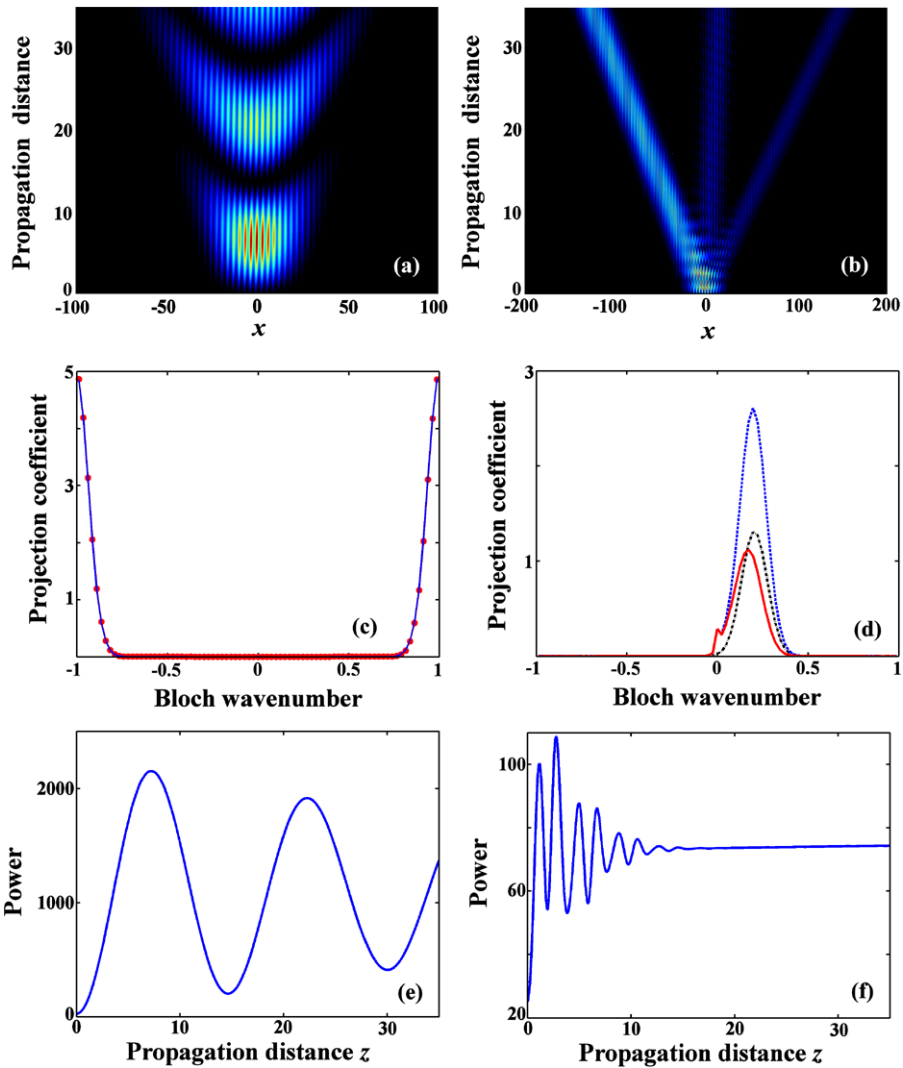 Propagation distance
30
20
10
0
-100
-50
0
50
100
x
(a)
Propagation distance
30
20
10
0
-200
-100
0
100
200
x
(b)
Projection coefficient
5
3
1
-1
-0.5
0
0.5
1
Bloch wavenumber
(c)
Projection coefficient
3
1
-1
-0.5
0
0.5
1
Bloch wavenumber
(d)
Power
2000
1000
0
0
10
20
30
Propagation distance z
(e)
Power
100
60
20
0
10
20
30
Propagation distance z
(f)